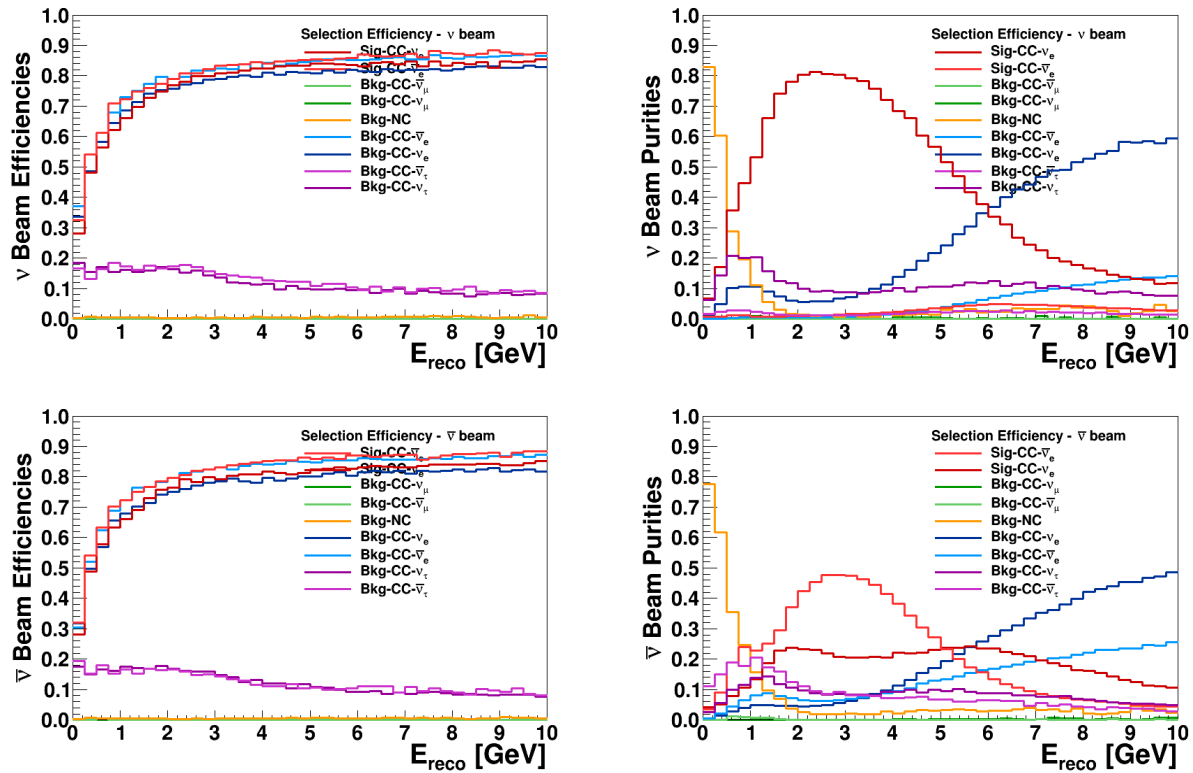 1.0
0.9
0.8
0.7
0.6
0.5
0.4
0.3
0.2
0.1
0.0
ν Beam Efficiencies
Selection Efficiency - ν beam
Sig-CC-νe
Sig-CC-ν̅e
Bkg-CC-ν̅μ
Bkg-CC-νμ
Bkg-NC
Bkg-CC-ν̅e
Bkg-CC-νe
Bkg-CC-ν̅τ
Bkg-CC-ντ
0 1 2 3 4 5 6 7 8 9 10
Ereco [GeV]
1.0
0.9
0.8
0.7
0.6
0.5
0.4
0.3
0.2
0.1
0.0
ν Beam Purities
Selection Efficiency - ν beam
Sig-CC-νe
Sig-CC-ν̅e
Bkg-CC-ν̅μ
Bkg-CC-νμ
Bkg-NC
Bkg-CC-ν̅e
Bkg-CC-νe
Bkg-CC-ν̅τ
Bkg-CC-ντ
0 1 2 3 4 5 6 7 8 9 10
Ereco [GeV]
1.0
0.9
0.8
0.7
0.6
0.5
0.4
0.3
0.2
0.1
0.0
ν̅ Beam Efficiencies
Selection Efficiency - ν̅ beam
Sig-CC-ν̅e
Sig-CC-νe
Bkg-CC-νμ
Bkg-CC-ν̅μ
Bkg-NC
Bkg-CC-νe
Bkg-CC-ν̅e
Bkg-CC-ντ
Bkg-CC-ν̅τ
0 1 2 3 4 5 6 7 8 9 10
Ereco [GeV]
1.0
0.9
0.8
0.7
0.6
0.5
0.4
0.3
0.2
0.1
0.0
ν̅ Beam Purities
Selection Efficiency - ν̅ beam
Sig-CC-ν̅e
Sig-CC-νe
Bkg-CC-νμ
Bkg-CC-ν̅μ
Bkg-NC
Bkg-CC-νe
Bkg-CC-ν̅e
Bkg-CC-ντ
Bkg-CC-ν̅τ
0 1 2 3 4 5 6 7 8 9 10
Ereco [GeV]